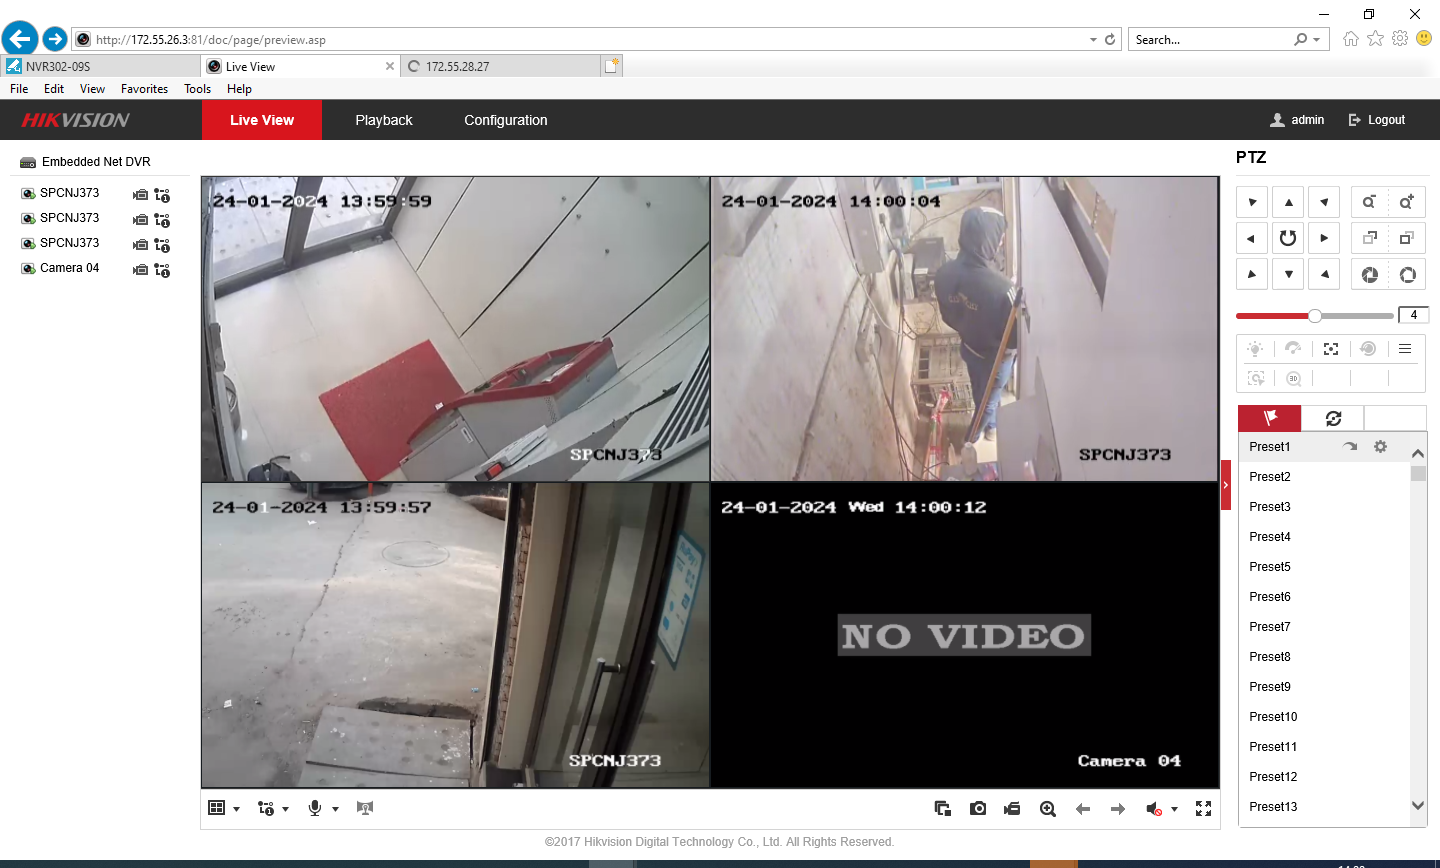 http://172.55.26.3:81/doc/page/preview.asp
Search...
NVR302-09S
Live View
172.55.28.27
File Edit View Favorites Tools Help
HIKVISION
Live View Playback Configuration
admin Logout
Embedded Net DVR
SPCNJ373
SPCNJ373
SPCNJ373
Camera 04
24-01-2024 13:59:59
SPCNJ373
24-01-2024 14:00:04
SPCNJ373
24-01-2024 13:59:57
SPCNJ373
24-01-2024 Wed 14:00:12
NO VIDEO
Camera 04
PTZ
4
3D
Preset1
Preset2
Preset3
Preset4
Preset5
Preset6
Preset7
Preset8
Preset9
Preset10
Preset11
Preset12
Preset13
©2017 Hikvision Digital Technology Co., Ltd. All Rights Reserved.